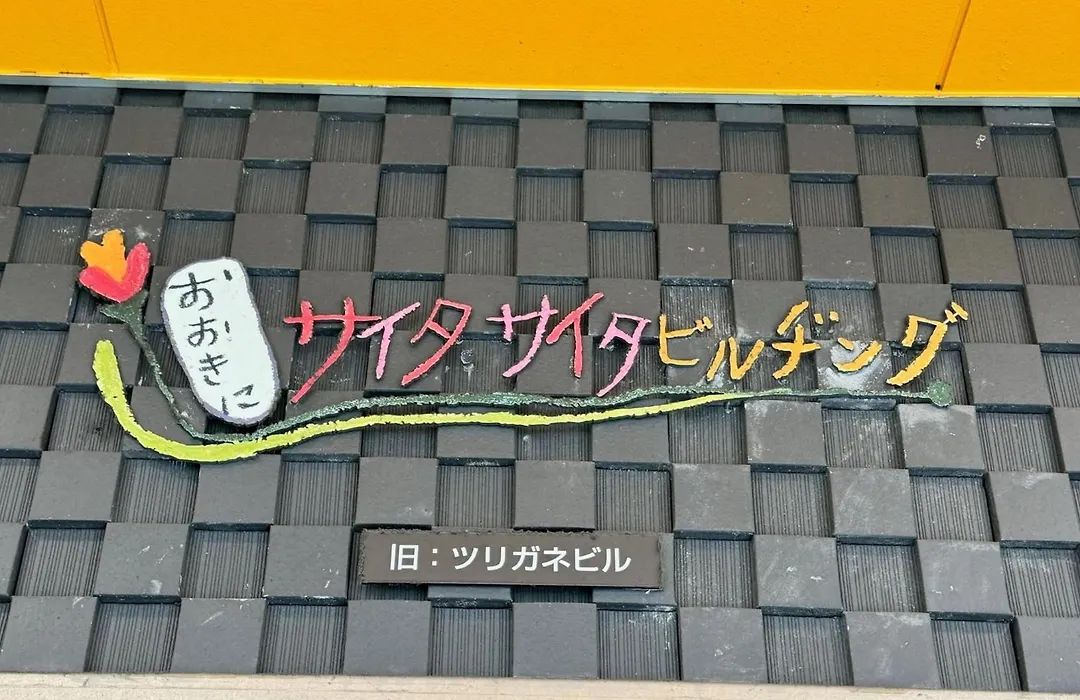 おおきに
サイタ サイタビルヂング
旧：ツリガネビル